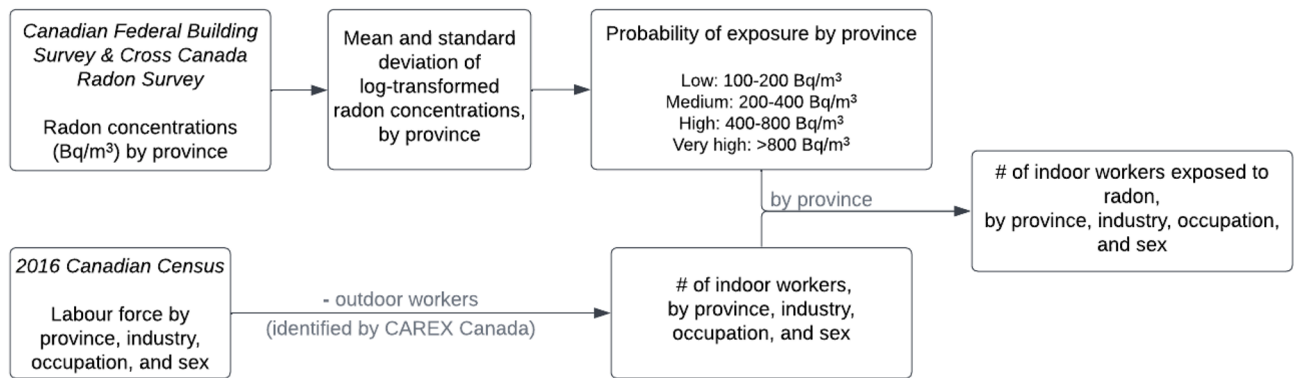 Canadian Federal Building
Survey & Cross Canada
Radon Survey
Radon concentrations
(Bq/m³) by province
Mean and standard
deviation of
log-transformed
radon concentrations,
by province
Probability of exposure by province
Low: 100-200 Bq/m³
Medium: 200-400 Bq/m³
High: 400-800 Bq/m³
Very high: >800 Bq/m³
by province
# of indoor workers exposed to
radon,
by province, industry, occupation,
and sex
2016 Canadian Census
Labour force by
province, industry,
occupation, and sex
- outdoor workers
(identified by CAREX Canada)
# of indoor workers,
by province, industry,
occupation, and sex